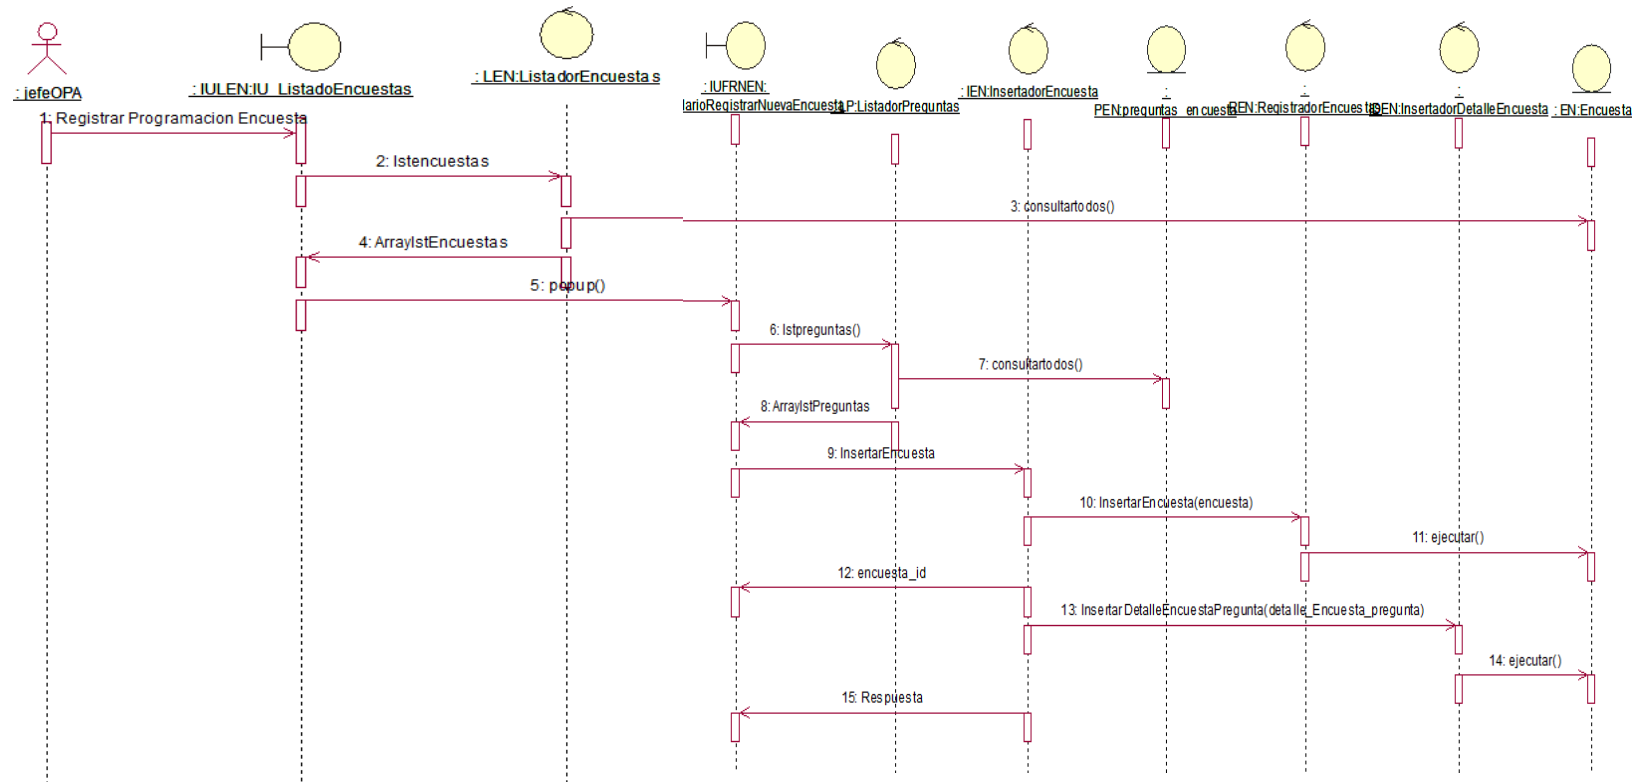 : jefeOPA
: IULEN:IU_ListadoEncuestas
: LEN:ListadorEncuestas
: IUFRNEN:
larioRegistrarNuevaEncuesta
LP:ListadorPreguntas
: IEN:InsertadorEncuesta
:
PEN:preguntas_encuesta
:
REN:RegistradorEncuesta
:
IDEN:InsertadorDetalleEncuesta
: EN:Encuesta
1: Registrar Programacion Encuesta
2: lstencuestas
3: consultartodos()
4: ArraylstEncuestas
5: popup()
6: lstpreguntas()
7: consultartodos()
8: ArraylstPreguntas
9: InsertarEncuesta
10: InsertarEncuesta(encuesta)
11: ejecutar()
12: encuesta_id
13: InsertarDetalleEncuestaPregunta(detalle_Encuesta_pregunta)
14: ejecutar()
15: Respuesta